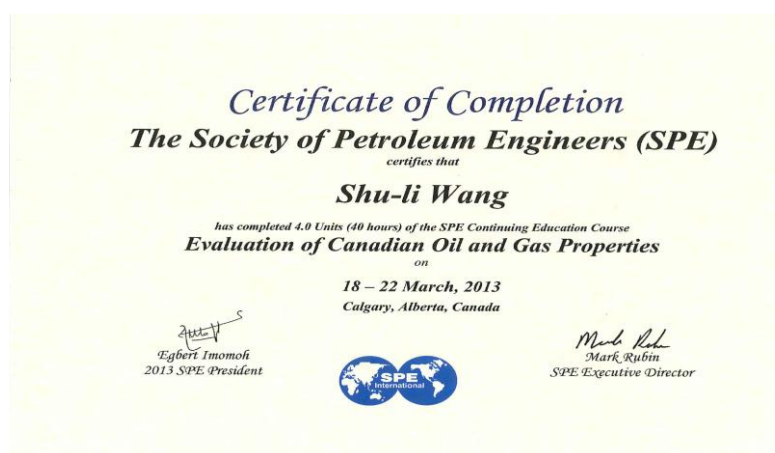 Certificate of Completion
The Society of Petroleum Engineers (SPE)
certifies that
Shu-li Wang
has completed 4.0 Units (40 hours) of the SPE Continuing Education Course
Evaluation of Canadian Oil and Gas Properties
on
18 – 22 March, 2013
Calgary, Alberta, Canada
Egbert Imomoh
2013 SPE President
SPE
International
Mark Rubin
SPE Executive Director